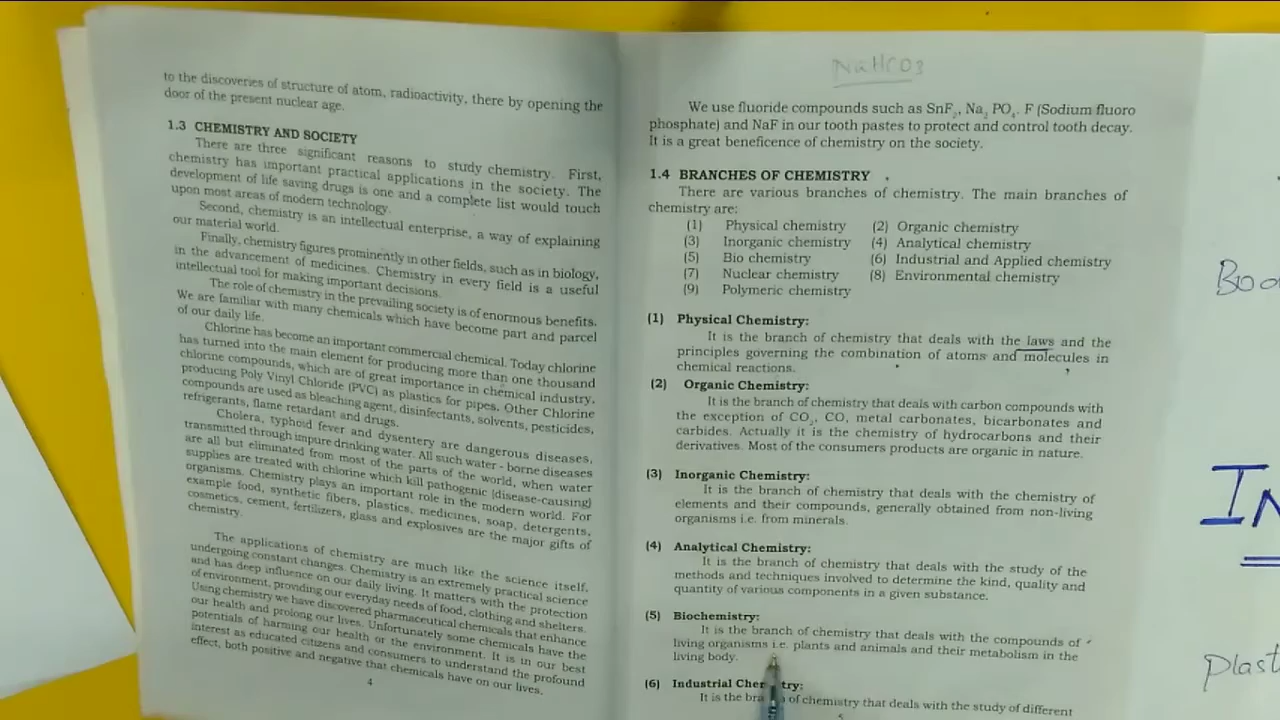 to the discoveries of structure of atom, radioactivity, there by opening the
door of the present nuclear age.
1.3 CHEMISTRY AND SOCIETY
There are three significant reasons to study chemistry. First,
chemistry has important practical applications in the society. The
development of life saving drugs is one and a complete list would touch
upon most areas of modern technology.
Second, chemistry is an intellectual enterprise, a way of explaining
our material world.
Finally, chemistry figures prominently in other fields, such as in biology,
in the advancement of medicines. Chemistry in every field is a useful
intellectual tool for making important decisions.
The role of chemistry in the prevailing society is of enormous benefits.
We are familiar with many chemicals which have become part and parcel
of our daily life.
Chlorine has become an important commercial chemical. Today chlorine
has turned into the main element for producing more than one thousand
chlorine compounds, which are of great importance in chemical industry,
producing Poly Vinyl Chloride (PVC) as plastics for pipes. Other Chlorine
compounds are used as bleaching agent, disinfectants, solvents, pesticides,
refrigerants, flame retardant and drugs.
Cholera, typhoid fever and dysentery are dangerous diseases,
transmitted through impure drinking water. All such water - borne diseases
are all but eliminated from most of the parts of the world, when water
supplies are treated with chlorine which kill pathogenic (disease-causing)
organisms. Chemistry plays an important role in the modern world. For
example food, synthetic fibers, plastics, medicines, soap, detergents,
cosmetics, cement, fertilizers, glass and explosives are the major gifts of
chemistry.
The applications of chemistry are much like the science itself,
undergoing constant changes. Chemistry is an extremely practical science
and has deep influence on our daily living. It matters with the protection
of environment, providing our everyday needs of food, clothing and shelters.
Using chemistry we have discovered pharmaceutical chemicals that enhance
our health and prolong our lives. Unfortunately some chemicals have the
potentials of harming our health or the environment. It is in our best
interest as educated citizens and consumers to understand the profound
effect, both positive and negative that chemicals have on our lives.
4
NaHCO3
We use fluoride compounds such as SnF2, Na2 PO4. F (Sodium fluoro
phosphate) and NaF in our tooth pastes to protect and control tooth decay.
It is a great beneficence of chemistry on the society.
1.4 BRANCHES OF CHEMISTRY
There are various branches of chemistry. The main branches of
chemistry are:
(1) Physical chemistry (2) Organic chemistry
(3) Inorganic chemistry (4) Analytical chemistry
(5) Bio chemistry (6) Industrial and Applied chemistry
(7) Nuclear chemistry (8) Environmental chemistry
(9) Polymeric chemistry
(1) Physical Chemistry:
It is the branch of chemistry that deals with the laws and the
principles governing the combination of atoms and molecules in
chemical reactions.
(2) Organic Chemistry:
It is the branch of chemistry that deals with carbon compounds with
the exception of CO2, CO, metal carbonates, bicarbonates and
carbides. Actually it is the chemistry of hydrocarbons and their
derivatives. Most of the consumers products are organic in nature.
(3) Inorganic Chemistry:
It is the branch of chemistry that deals with the chemistry of
elements and their compounds, generally obtained from non-living
organisms i.e. from minerals.
(4) Analytical Chemistry:
It is the branch of chemistry that deals with the study of the
methods and techniques involved to determine the kind, quality and
quantity of various components in a given substance.
(5) Biochemistry:
It is the branch of chemistry that deals with the compounds of
living organisms i.e. plants and animals and their metabolism in the
living body.
(6) Industrial Chemistry:
It is the branch of chemistry that deals with the study of different
5
Boo
IN
Plast